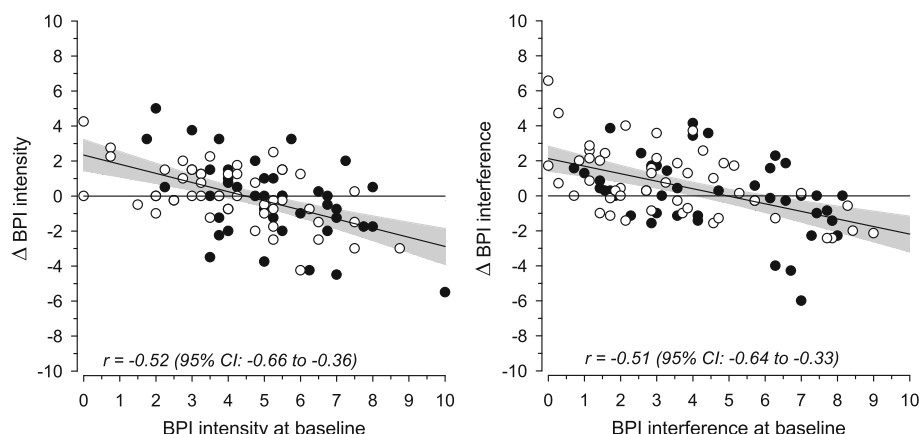 10
8
6
4
2
0
-2
-4
-6
-8
-10
Δ BPI intensity
r = -0.52 (95% CI: -0.66 to -0.36)
0 1 2 3 4 5 6 7 8 9 10
BPI intensity at baseline
10
8
6
4
2
0
-2
-4
-6
-8
-10
Δ BPI interference
r = -0.51 (95% CI: -0.64 to -0.33)
0 1 2 3 4 5 6 7 8 9 10
BPI interference at baseline